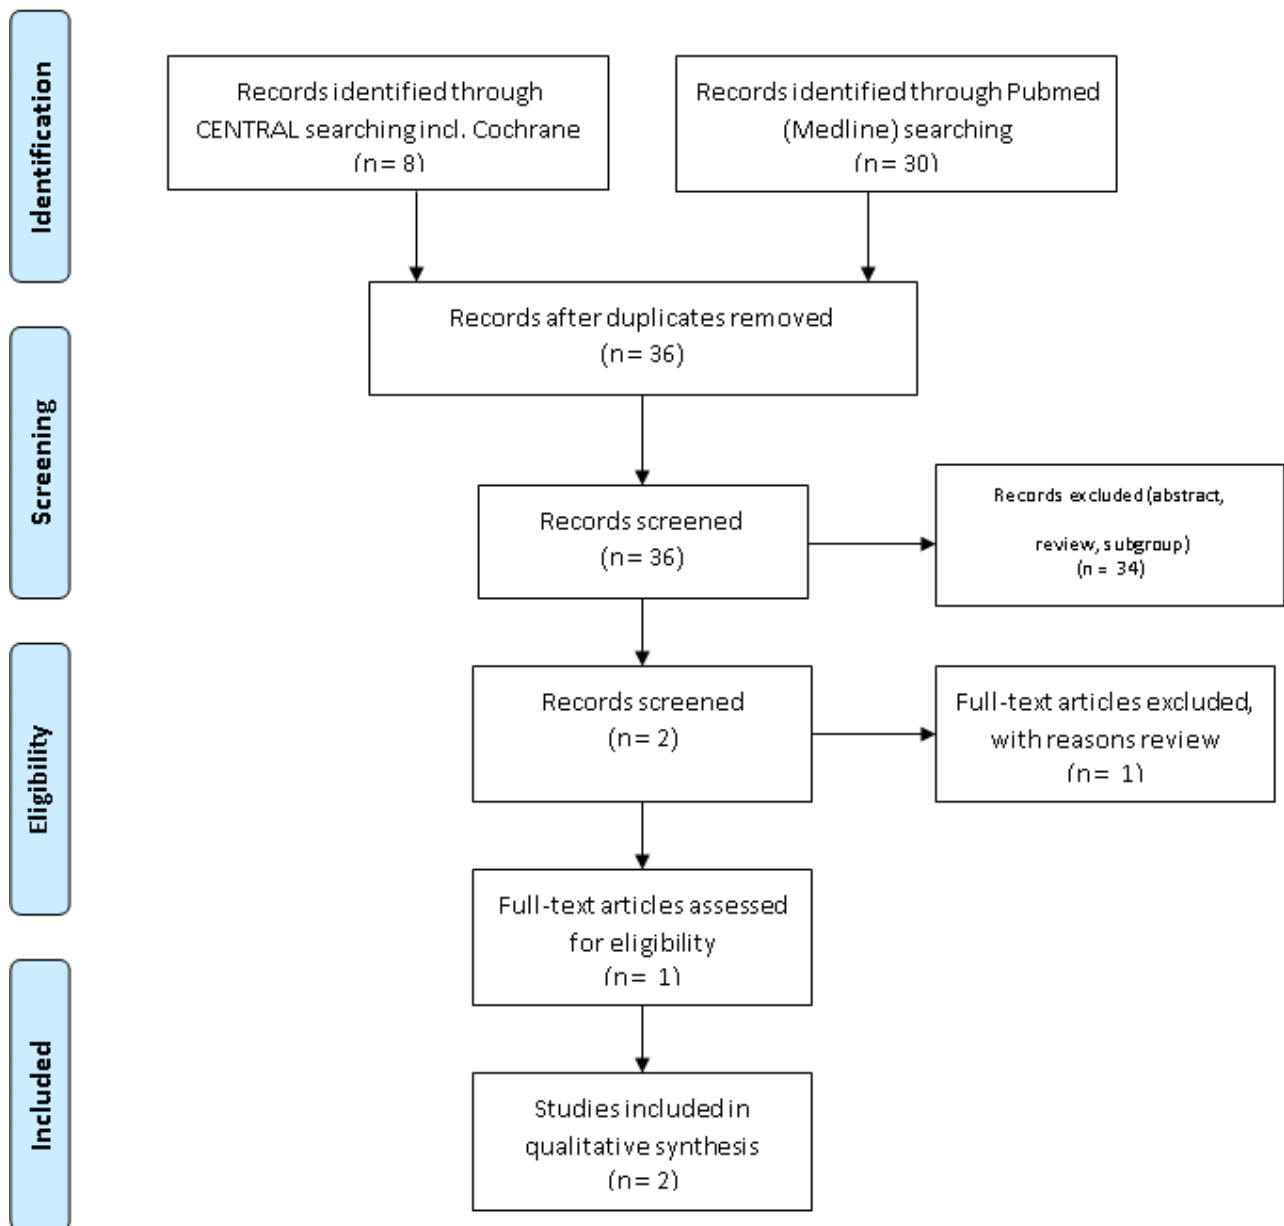 Identification
Records identified through
CENTRAL searching incl. Cochrane
(n = 8)
Records identified through Pubmed
(Medline) searching
(n = 30)
Records after duplicates removed
(n = 36)
Screening
Records screened
(n = 36)
Records excluded (abstract,
review, subgroup)
(n = 34)
Eligibility
Records screened
(n = 2)
Full-text articles excluded,
with reasons review
(n = 1)
Full-text articles assessed
for eligibility
(n = 1)
Included
Studies included in
qualitative synthesis
(n = 2)